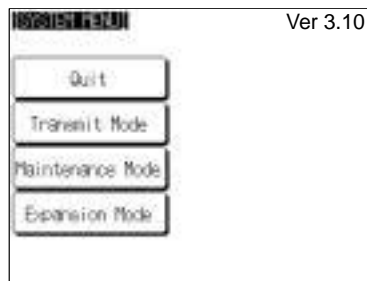 [SYSTEM MENU]
Ver 3.10
Quit
Transmit Mode
Maintenance Mode
Expansion Mode